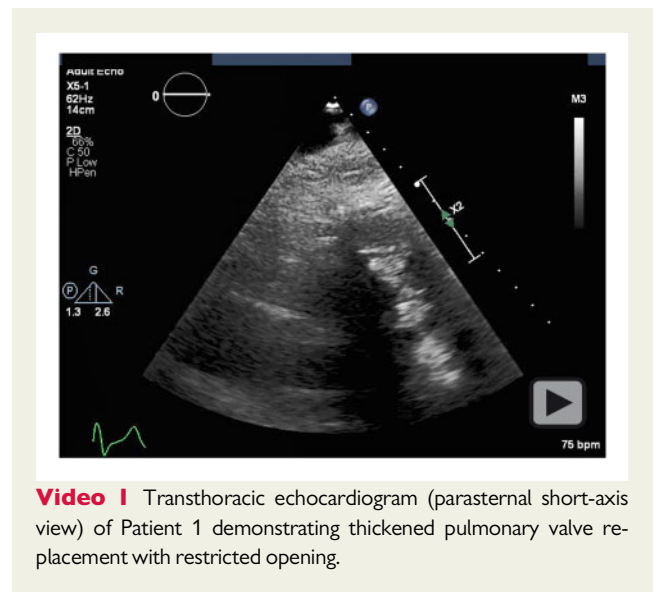 Adult Echo
X5-1
62Hz
14cm
0
P
M3
2D
66%
C 50
P Low
HPen
X2
G
P R
1.3 2.6
75 bpm
Video 1 Transthoracic echocardiogram (parasternal short-axis
view) of Patient 1 demonstrating thickened pulmonary valve re-
placement with restricted opening.